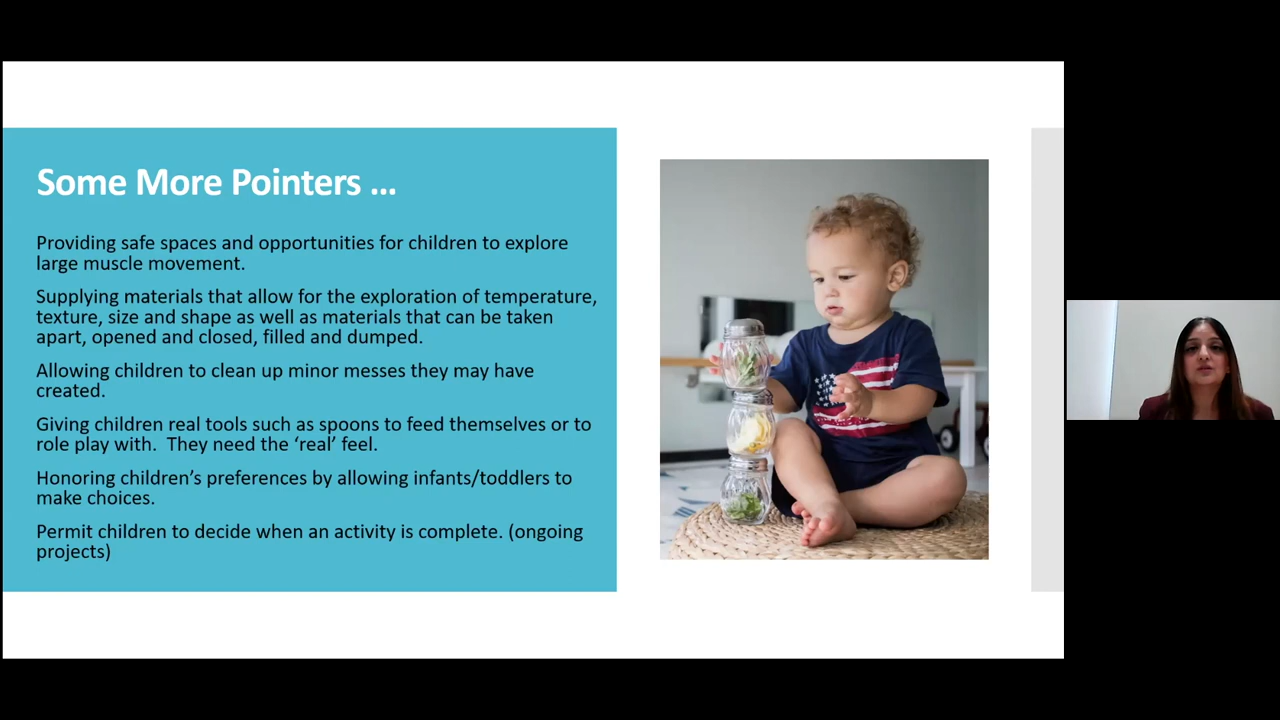 Some More Pointers ...
Providing safe spaces and opportunities for children to explore
large muscle movement.
Supplying materials that allow for the exploration of temperature,
texture, size and shape as well as materials that can be taken
apart, opened and closed, filled and dumped.
Allowing children to clean up minor messes they may have
created.
Giving children real tools such as spoons to feed themselves or to
role play with.  They need the ‘real’ feel.
Honoring children’s preferences by allowing infants/toddlers to
make choices.
Permit children to decide when an activity is complete. (ongoing
projects)